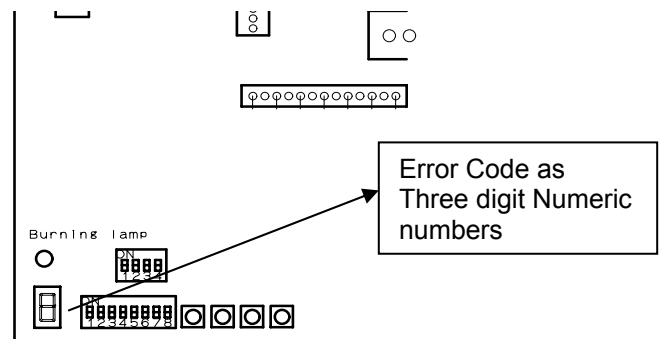 Error Code as
Three digit Numeric
numbers
Burning lamp
ON
1234
ON
12345678